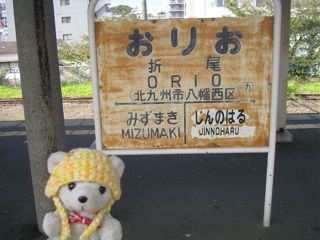 おりお
折尾
ORIO
(北九州市八幡西区)
九
みずまき じんのはる
MIZUMAKI JINNOHARU